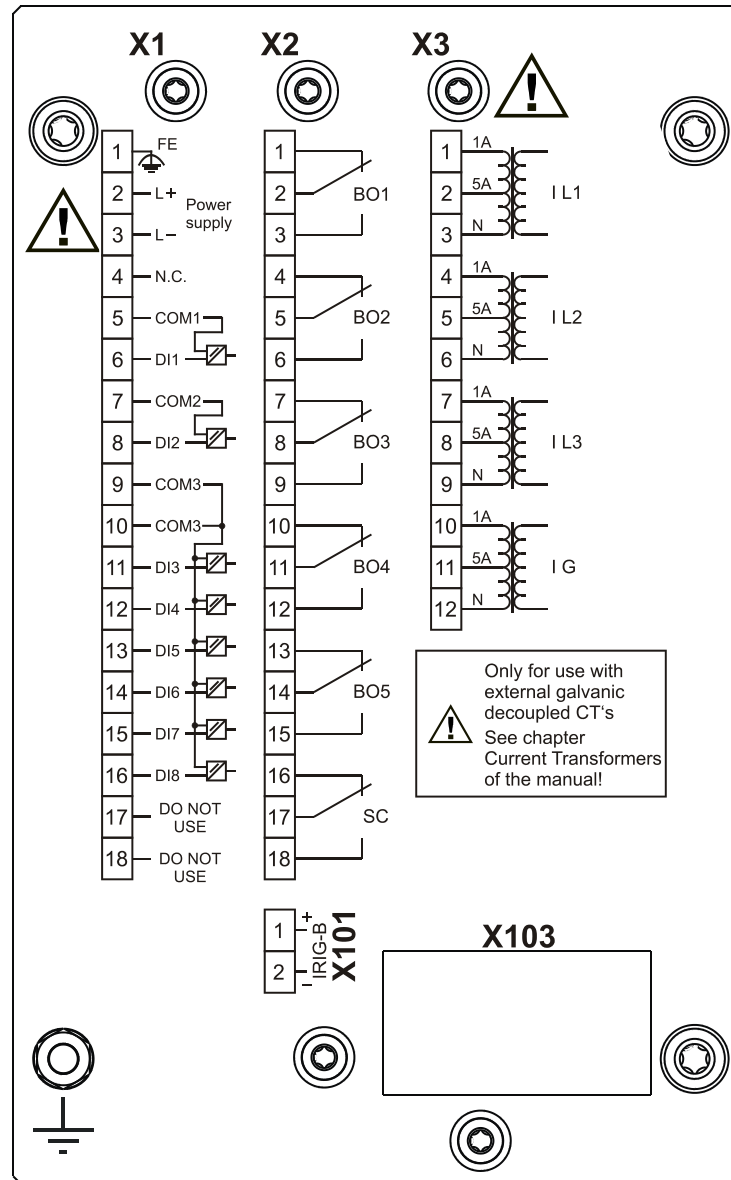 X1 X2 X3
1 FE
2 L+
Power
supply
3 L−
4 N.C.
5 COM1
6 DI1
7 COM2
8 DI2
9 COM3
10 COM3
11 DI3
12 DI4
13 DI5
14 DI6
15 DI7
16 DI8
17 DO NOT
USE
18 DO NOT
USE
1
2 BO1
3
4
5 BO2
6
7
8 BO3
9
10
11 BO4
12
13
14 BO5
15
16
17 SC
18
1 1A
2 5A I L1
3 N
4 1A
5 5A I L2
6 N
7 1A
8 5A I L3
9 N
10 1A
11 5A I G
12 N
Only for use with
external galvanic
decoupled CT‘s
See chapter
Current Transformers
of the manual!
1 +
2 −
IRIG-B
X101
X103